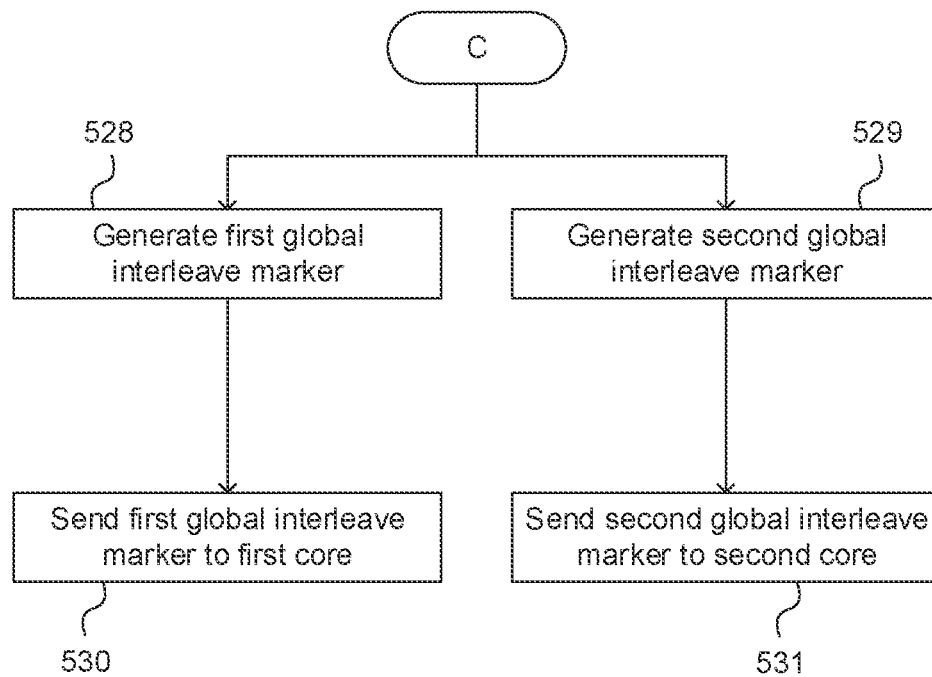 C
528
529
Generate first global
interleave marker
Generate second global
interleave marker
Send first global interleave
marker to first core
Send second global interleave
marker to second core
530
531